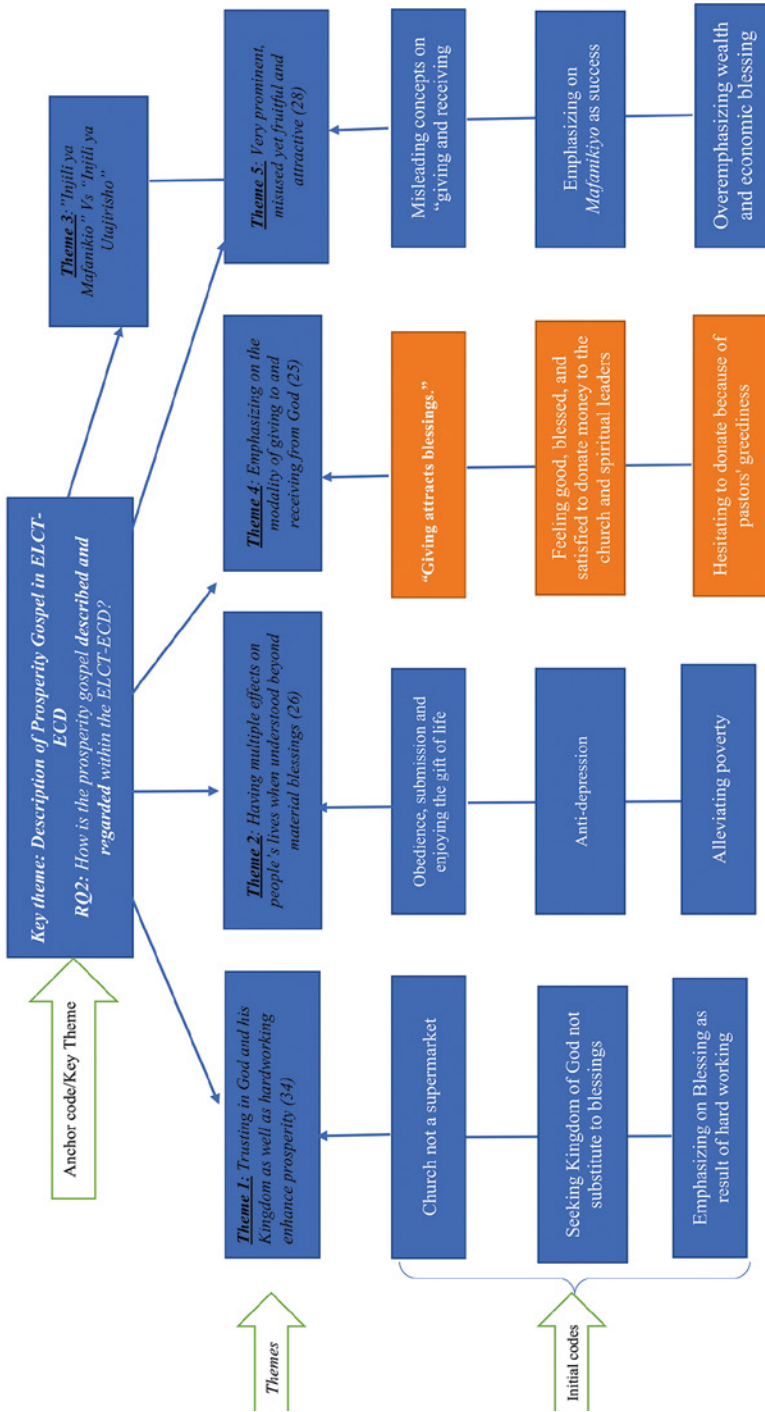 Anchor code/Key Theme
Key theme: Description of Prosperity Gospel in ELCT-
ECD
RQ2: How is the prosperity gospel described and
regarded within the ELCT-ECD?
Theme 3: "Injili ya
Mafanikio" Vs "Injili ya
Utajirisho"
Themes
Theme 1: Trusting in God and his
Kingdom as well as hardworking
enhance prosperity (34)
Theme 2: Having multiple effects on
people's lives when understood beyond
material blessings (26)
Theme 4: Emphasizing on the
modality of giving to and
receiving from God (25)
Theme 5: Very prominent,
misused yet fruitful and
attractive (28)
Initial codes
Church not a supermarket
Seeking Kingdom of God not
substitute to blessings
Emphasizing on Blessing as
result of hard working
Obedience, submission and
enjoying the gift of life
Anti-depression
Alleviating poverty
"Giving attracts blessings."
Feeling good, blessed, and
satisfied to donate money to the
church and spiritual leaders
Hesitating to donate because of
pastors' greediness
Misleading concepts on
"giving and receiving
Emphasizing on
Mafanikiyo as success
Overemphasizing wealth
and economic blessing